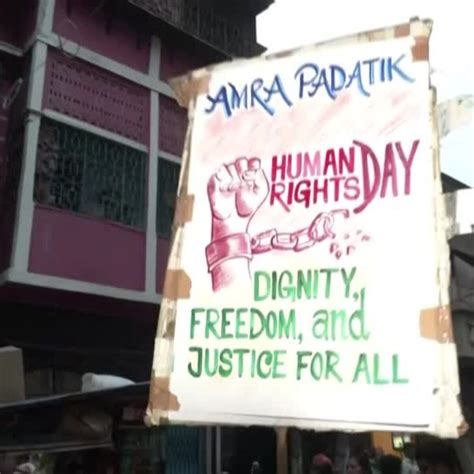 AMRA PADATIK
HUMAN
RIGHTS DAY
DIGNITY,
FREEDOM, and
JUSTICE FOR ALL